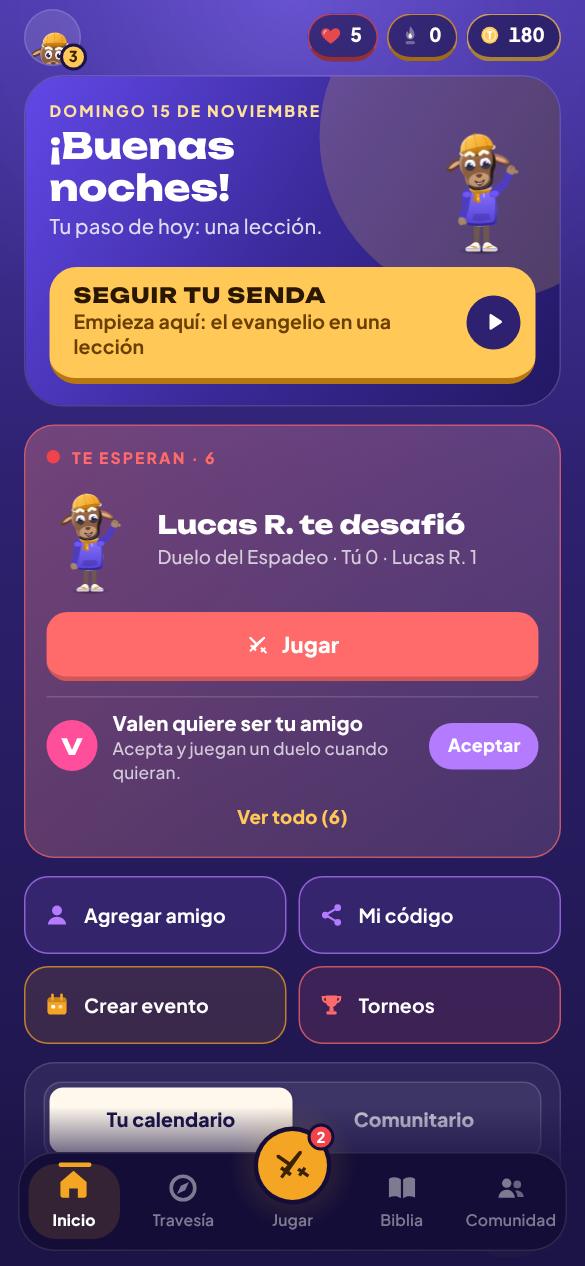 3
5
0
180
DOMINGO 15 DE NOVIEMBRE
¡Buenas
noches!
Tu paso de hoy: una lección.
SEGUIR TU SENDA
Empieza aquí: el evangelio en una
lección
TE ESPERAN · 6
Lucas R. te desafió
Duelo del Espadeo · Tú 0 · Lucas R. 1
Jugar
V
Valen quiere ser tu amigo
Acepta y juegan un duelo cuando
quieran.
Aceptar
Ver todo (6)
Agregar amigo
Mi código
Crear evento
Torneos
Tu calendario
Comunitario
2
Inicio
Travesía
Jugar
Biblia
Comunidad